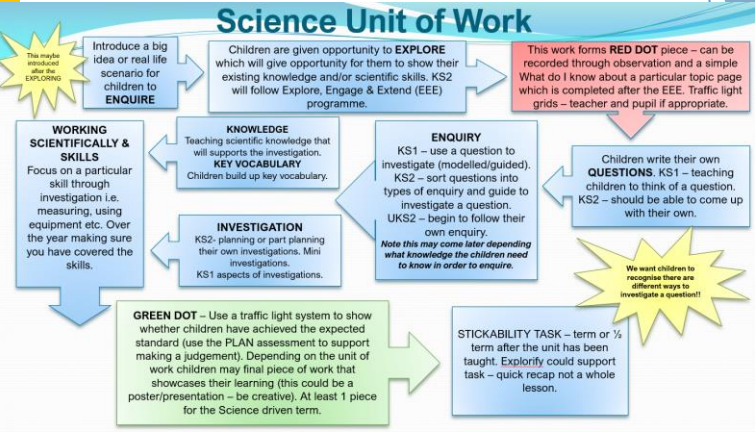 Science Unit of Work
This maybe
introduced
after the
EXPLORING
Introduce a big
idea or real life
scenario for
children to
ENQUIRE
Children are given opportunity to EXPLORE
which will give opportunity for them to show their
existing knowledge and/or scientific skills. KS2
will follow Explore, Engage & Extend (EEE)
programme.
This work forms RED DOT piece – can be
recorded through observation and a simple
What do I know about a particular topic page
which is completed after the EEE. Traffic light
grids – teacher and pupil if appropriate.
Children write their own
QUESTIONS. KS1 – teaching
children to think of a question.
KS2 – should be able to come up
with their own.
We want children to
recognise there are
different ways to
investigate a question!!
ENQUIRY
KS1 – use a question to
investigate (modelled/guided).
KS2 – sort questions into
types of enquiry and guide to
investigate a question.
UKS2 – begin to follow their
own enquiry.
Note this may come later depending
what knowledge the children need
to know in order to enquire.
KNOWLEDGE
Teaching scientific knowledge that
will supports the investigation.
KEY VOCABULARY
Children build up key vocabulary.
INVESTIGATION
KS2- planning or part planning
their own investigations. Mini
investigations.
KS1 aspects of investigations.
WORKING
SCIENTIFICALLY &
SKILLS
Focus on a particular
skill through
investigation i.e.
measuring, using
equipment etc. Over
the year making sure
you have covered the
skills.
GREEN DOT – Use a traffic light system to show
whether children have achieved the expected
standard (use the PLAN assessment to support
making a judgement). Depending on the unit of
work children may final piece of work that
showcases their learning (this could be a
poster/presentation – be creative). At least 1 piece
for the Science driven term.
STICKABILITY TASK – term or ½
term after the unit has been
taught. Explorify could support
task – quick recap not a whole
lesson.